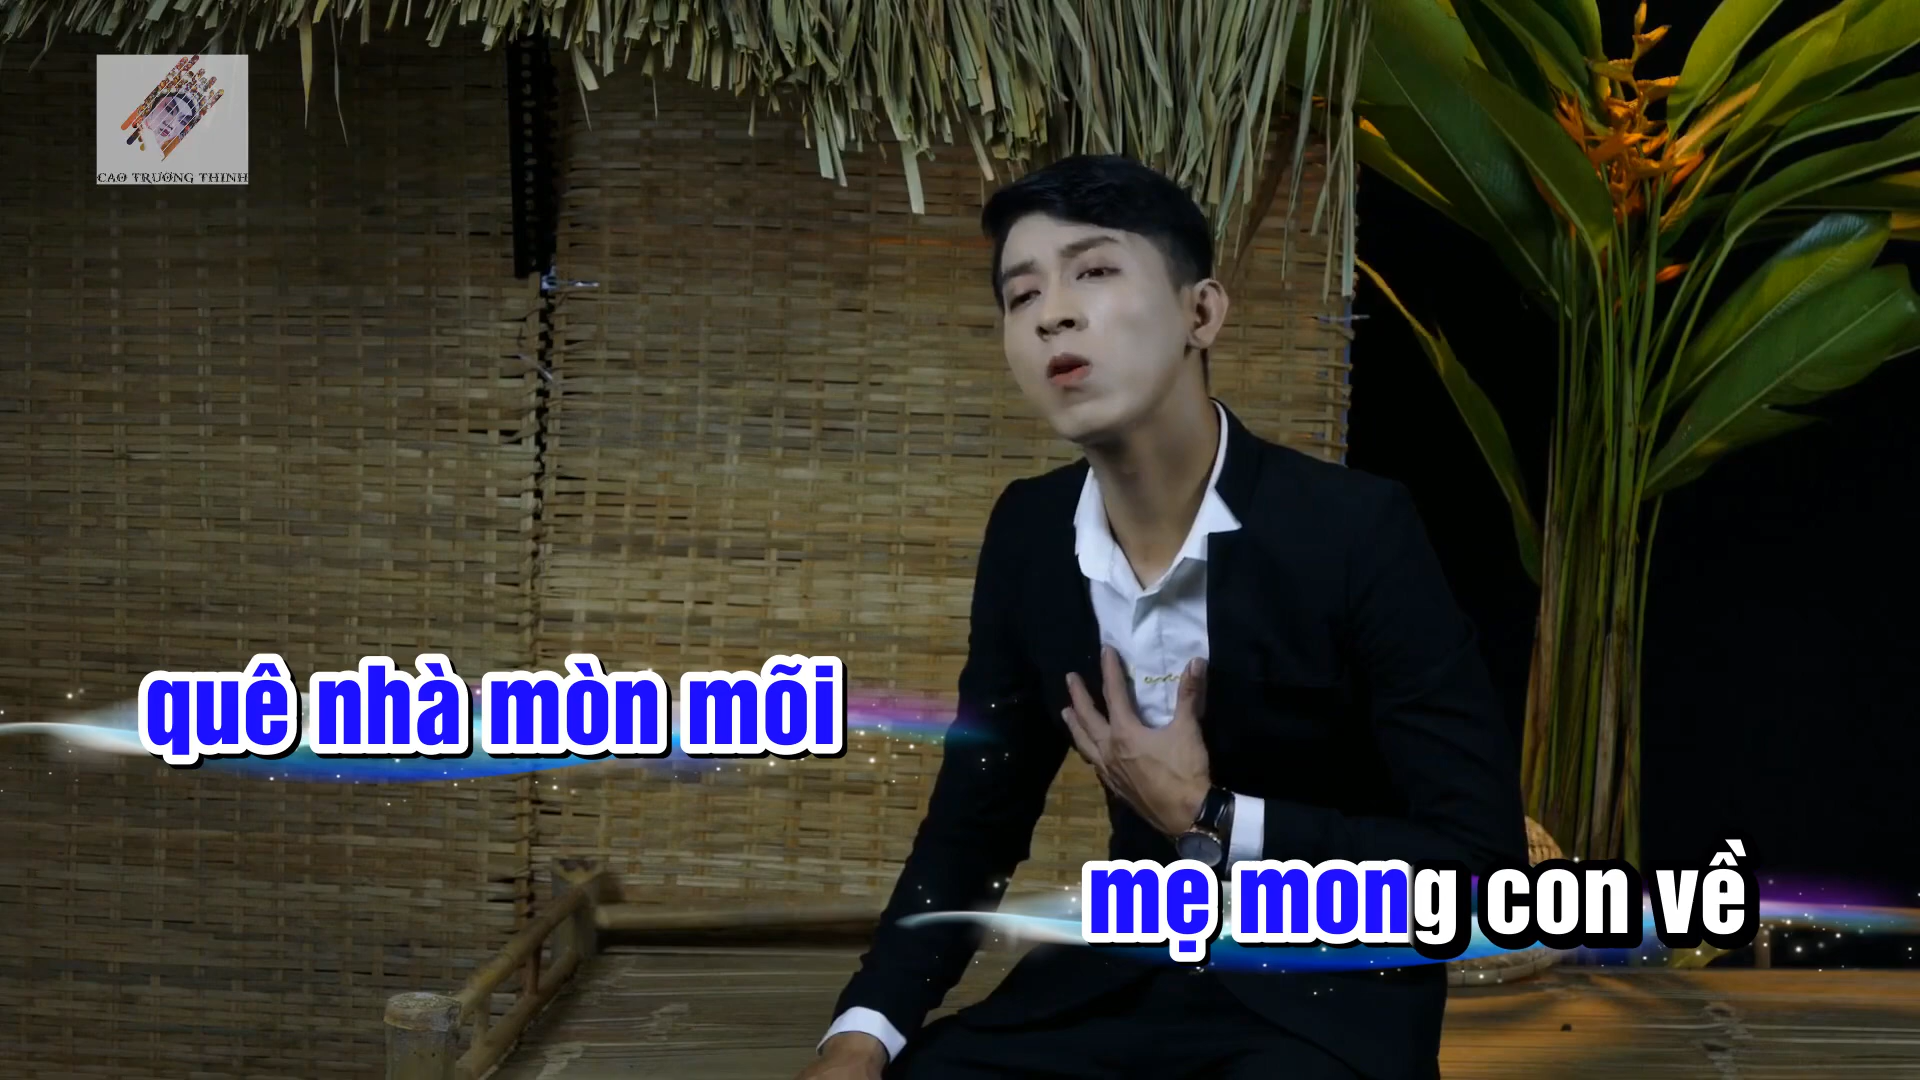 CAO TRƯỜNG THỊNH
quê nhà mòn mõi
mẹ mong con về